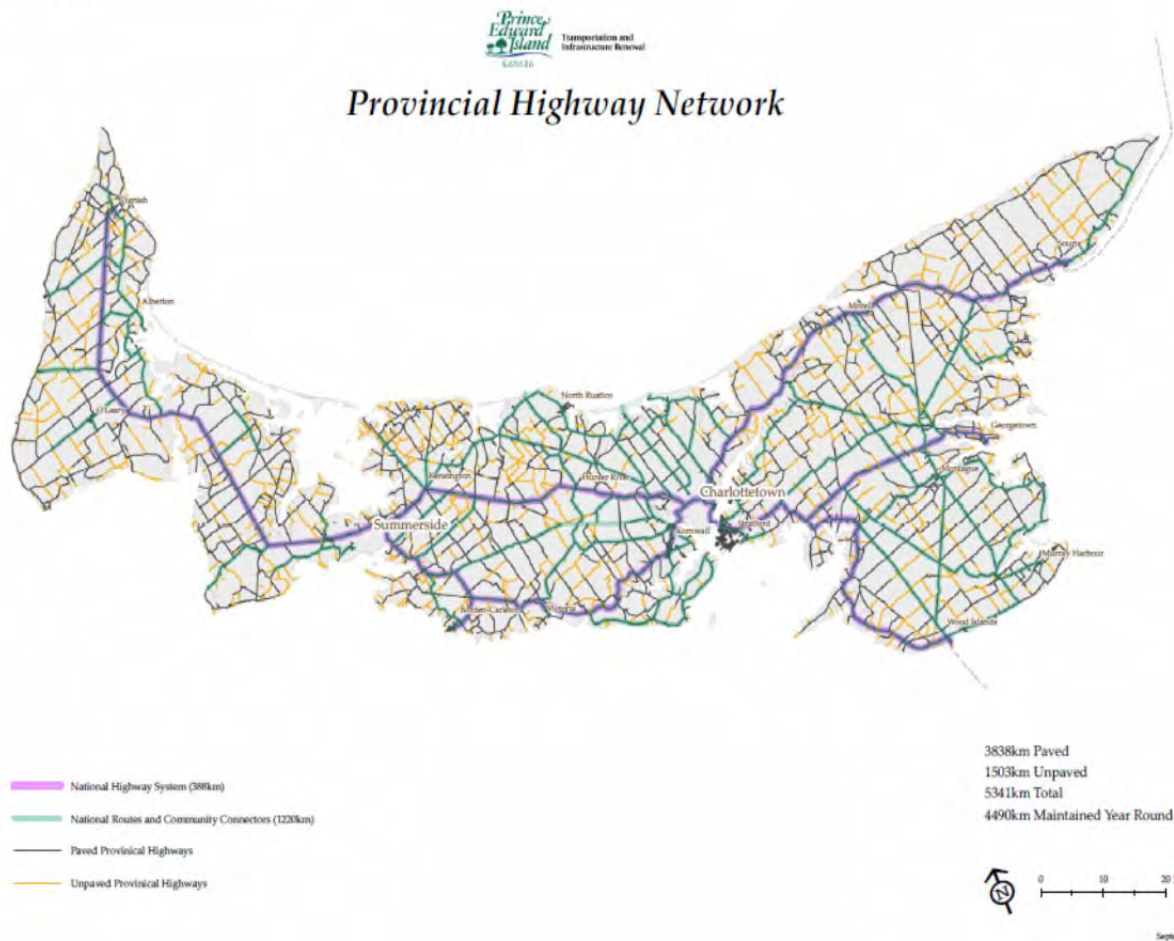 Prince
Edward
Island
CANADA
Transportation and
Infrastructure Renewal
Provincial Highway Network
Tignish
Alberton
O'Leary
North Rustico
Kensington
Hunter River
Summerside
Charlottetown
Cornwall
Stratford
Borden-Carleton
Victoria
Morell
Souris
Georgetown
Montague
Murray Harbour
Wood Islands
National Highway System (388km)
National Routes and Community Connectors (1220km)
Paved Provinical Highways
Unpaved Provinical Highways
3838km Paved
1503km Unpaved
5341km Total
4490km Maintained Year Round
N
0 10 20
Sept